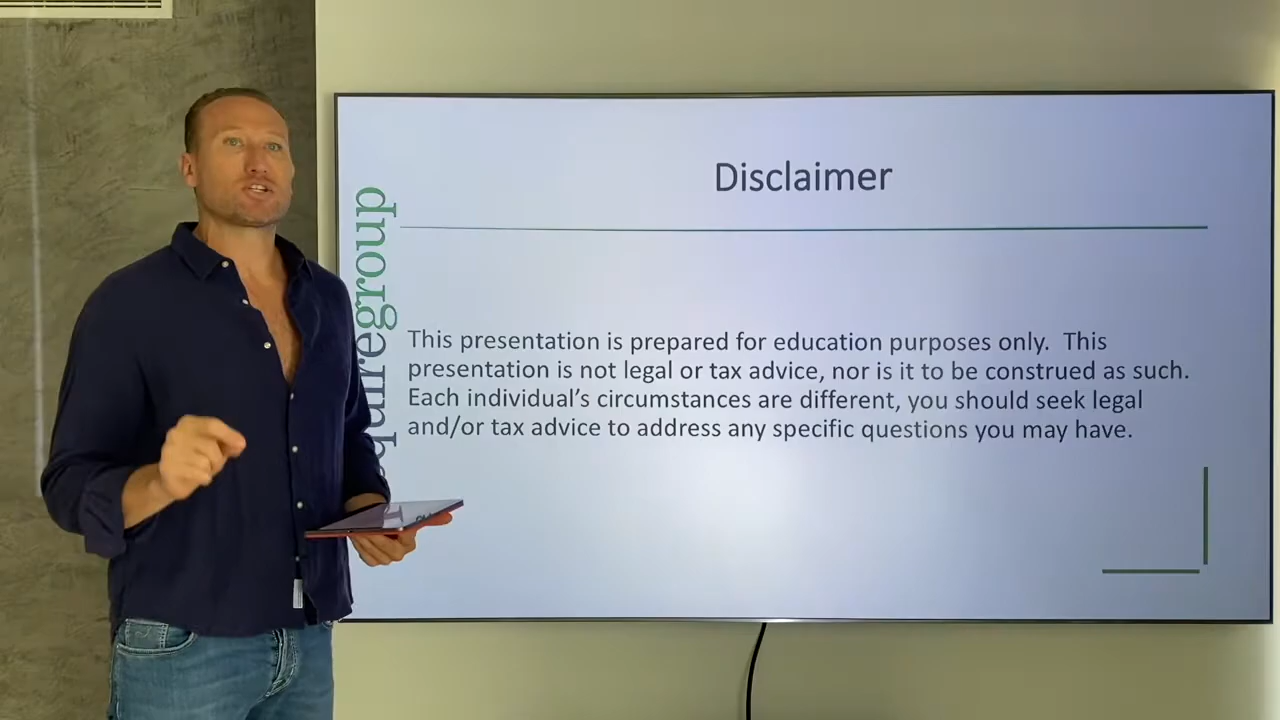 Disclaimer
This presentation is prepared for education purposes only.  This
presentation is not legal or tax advice, nor is it to be construed as such.
Each individual’s circumstances are different, you should seek legal
and/or tax advice to address any specific questions you may have.
quiregroup